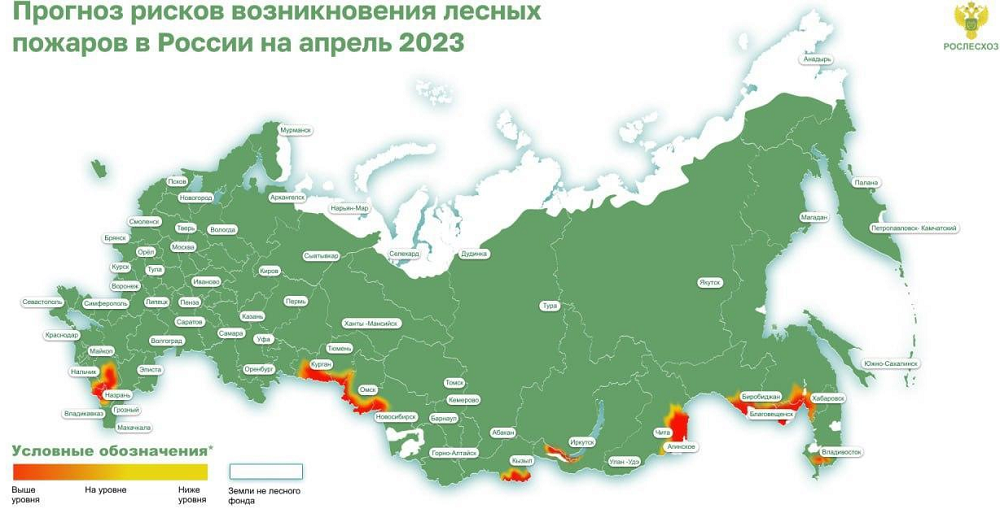 Прогноз рисков возникновения лесных
пожаров в России на апрель 2023
РОСЛЕСХОЗ
Анадырь
Мурманск
Псков
Новогород
Архангельск
Нарьян-Мар
Палана
Смоленск
Тверь
Вологда
Магадан
Петропавловск- Камчатский
Брянск
Москва
Орёл
Сыктывкар
Селекард
Дудинка
Курск
Тула
Киров
Воронеж
Иваново
Якутск
Севастополь
Симферополь
Липецк
Пенза
Пермь
Тура
Казань
Саратов
Ханты -Мансийск
Краснодар
Самара
Уфа
Волгоград
Майкоп
Тюмень
Нальчик
Элиста
Оренбург
Курган
Южно-Сахалинск
Назрань
Омск
Томск
Кемерово
Биробиджан
Хабаровск
Владикавказ
Грозный
Новосибирск
Барнаул
Благовещенск
Махачкала
Абакан
Иркутск
Чита
Агинское
Владивосток
Горно-Алтайск
Кызыл
Улан -Удэ
Условные обозначения*
Выше
уровня
На уровне
Ниже
уровня
Земли не лесного
фонда